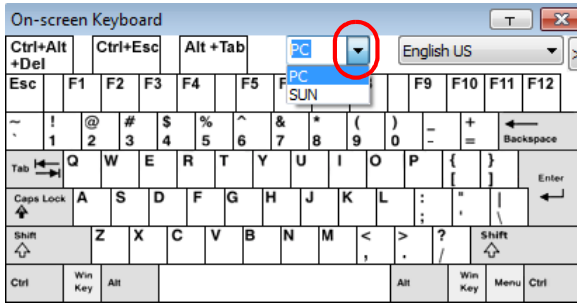 On-screen Keyboard
Ctrl+Alt +Del Ctrl+Esc Alt +Tab PC English US >
PC
SUN
Esc F1 F2 F3 F4 F5 F9 F10 F11 F12
~ ! @ # $ % ^ & * ( ) _ +
` 1 2 3 4 5 6 7 8 9 0 - = Backspace
Tab Q W E R T Y U I O P { }
[ ] Enter
Caps Lock A S D F G H J K L : " |
; ' \
Shift Z X C V B N M < > ? Shift
, . /
Ctrl Win Key Alt Alt Win Key Menu Ctrl